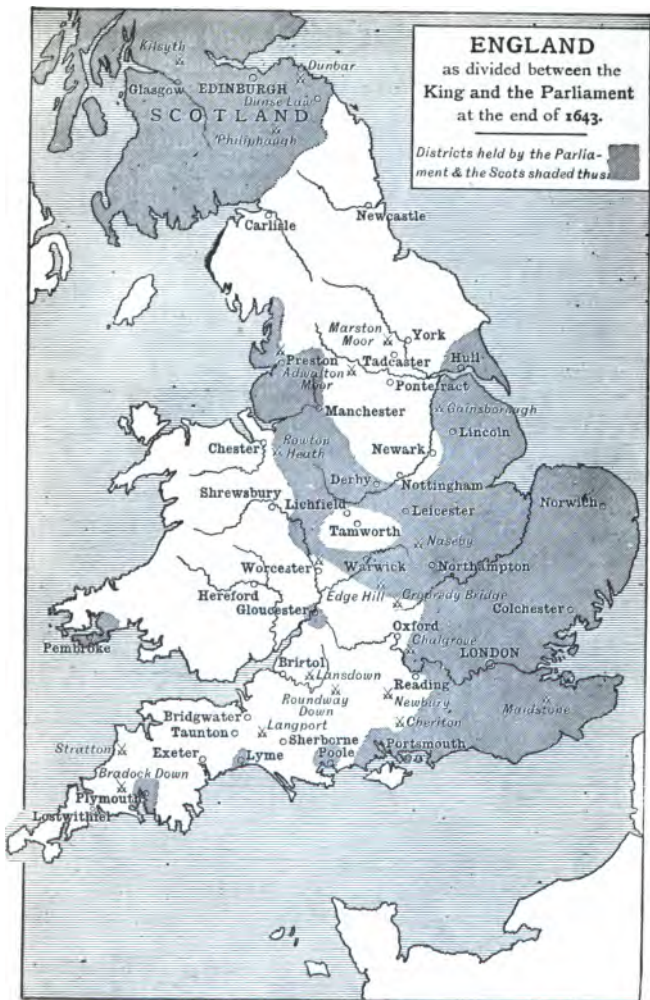 ENGLAND
as divided between the
King and the Parliament
at the end of 1643.
Districts held by the Parlia-
ment & the Scots shaded thus
Kilsyth
Dunbar
Glasgow
EDINBURGH
Dunse Law
SCOTLAND
Philiphaugh
Carlisle
Newcastle
Marston
Moor
York
Preston
Tadcaster
Hull
Adwalton
Moor
Pontefract
Manchester
Gainsborough
Lincoln
Chester
Rowton
Heath
Newark
Derby
Nottingham
Shrewsbury
Lichfield
Leicester
Norwich
Tamworth
Naseby
Worcester
Warwick
Northampton
Hereford
Edge Hill
Cropredy Bridge
Gloucester
Colchester
Pembroke
Oxford
Chalgrove
LONDON
Brirtol
Lansdown
Reading
Roundway
Down
Newbury
Maidstone
Bridgwater
Langport
Cheriton
Taunton
Sherborne
Portsmouth
Stratton
Exeter
Lyme
Poole
Bradock Down
Plymouth
Lostwithiel